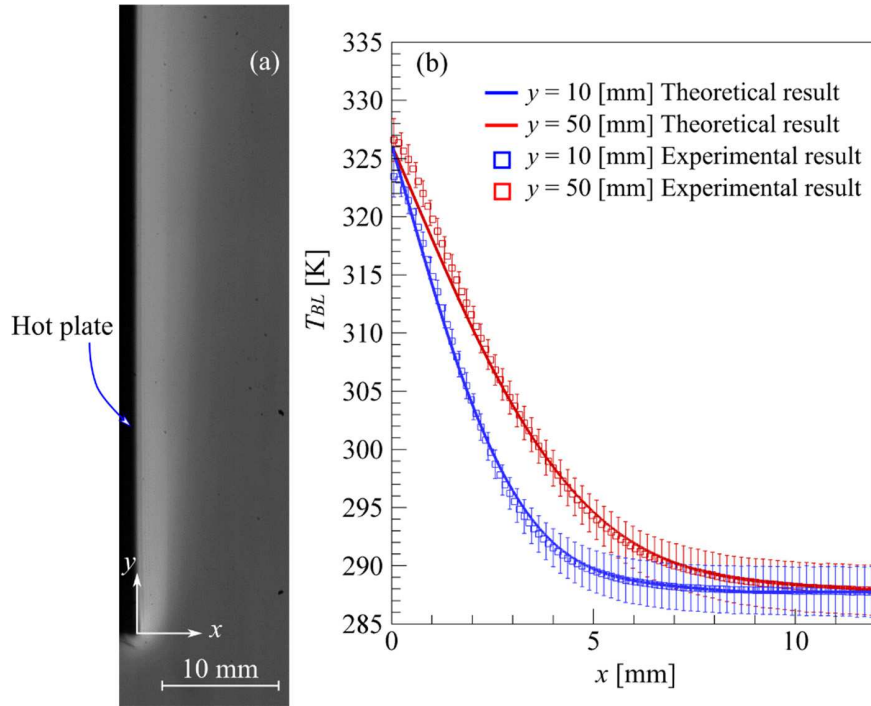 (a)
Hot plate
y
x
10 mm
(b)
y = 10 [mm] Theoretical result
y = 50 [mm] Theoretical result
y = 10 [mm] Experimental result
y = 50 [mm] Experimental result
335
330
325
320
315
310
305
300
295
290
285
T_BL [K]
0
5
10
x [mm]